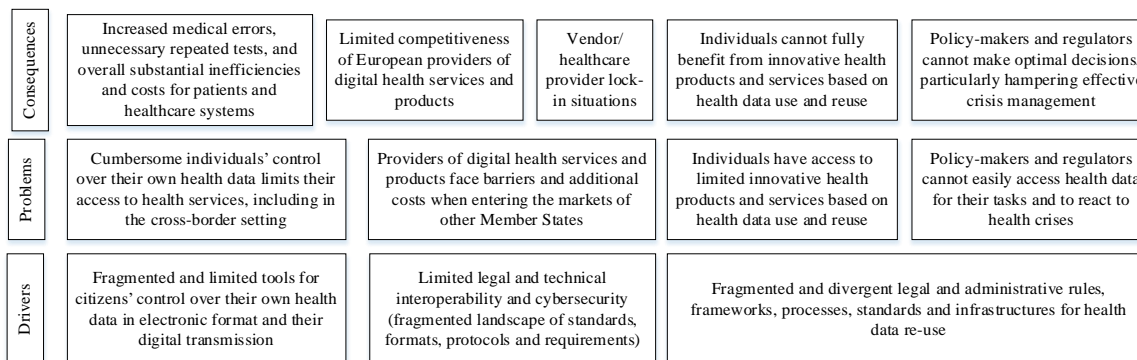 Consequences
Increased medical errors,
unnecessary repeated tests, and
overall substantial inefficiencies
and costs for patients and
healthcare systems
Limited competitiveness
of European providers of
digital health services and
products
Vendor/
healthcare
provider lock-
in situations
Individuals cannot fully
benefit from innovative health
products and services based on
health data use and reuse
Policy-makers and regulators
cannot make optimal decisions,
particularly hampering effective
crisis management
Problems
Cumbersome individuals’ control
over their own health data limits their
access to health services, including in
the cross-border setting
Providers of digital health services and
products face barriers and additional
costs when entering the markets of
other Member States
Individuals have access to
limited innovative health
products and services based on
health data use and reuse
Policy-makers and regulators
cannot easily access health data
for their tasks and to react to
health crises
Drivers
Fragmented and limited tools for
citizens’ control over their own health
data in electronic format and their
digital transmission
Limited legal and technical
interoperability and cybersecurity
(fragmented landscape of standards,
formats, protocols and requirements)
Fragmented and divergent legal and administrative rules,
frameworks, processes, standards and infrastructures for health
data re-use